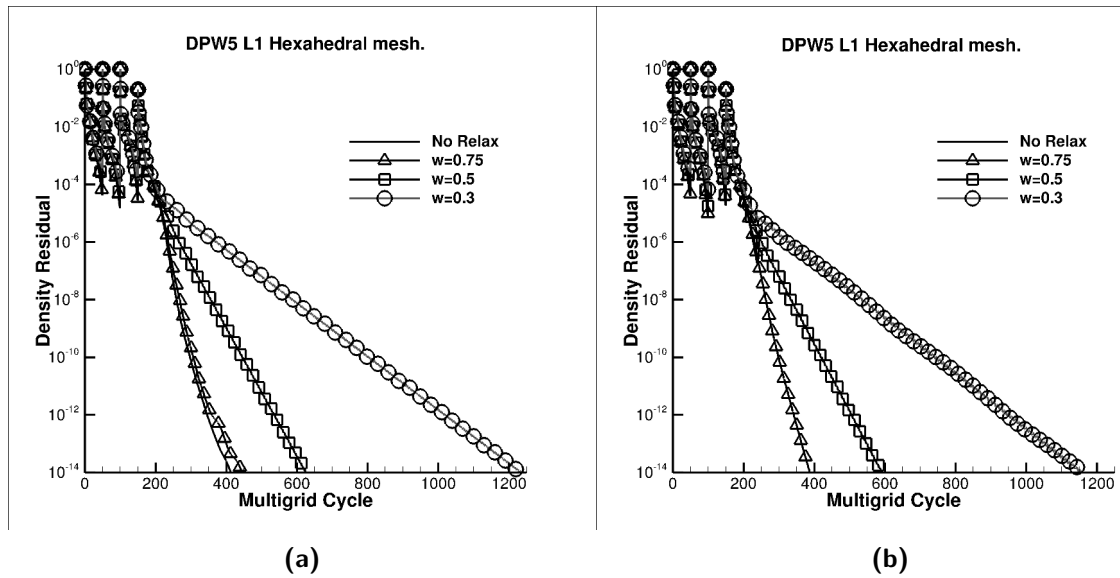 DPW5 L1 Hexahedral mesh.
Density Residual
10^0
10^-2
10^-4
10^-6
10^-8
10^-10
10^-12
10^-14
No Relax
w=0.75
w=0.5
w=0.3
0 200 400 600 800 1000 1200
Multigrid Cycle
(a)
DPW5 L1 Hexahedral mesh.
Density Residual
10^0
10^-2
10^-4
10^-6
10^-8
10^-10
10^-12
10^-14
No Relax
w=0.75
w=0.5
w=0.3
0 200 400 600 800 1000 1200
Multigrid Cycle
(b)